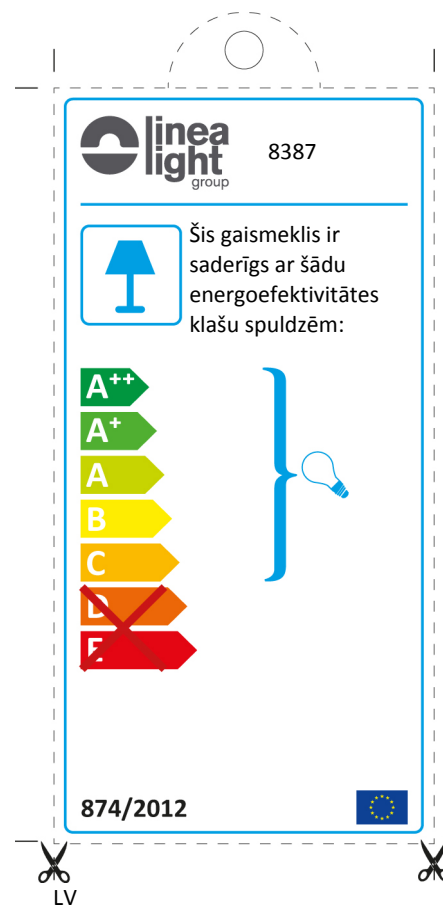 linea
light
group
8387
Šis gaismeklis ir
saderīgs ar šādu
energoefektivitātes
klašu spuldzēm:
A++
A+
A
B
C
D
E
874/2012
LV